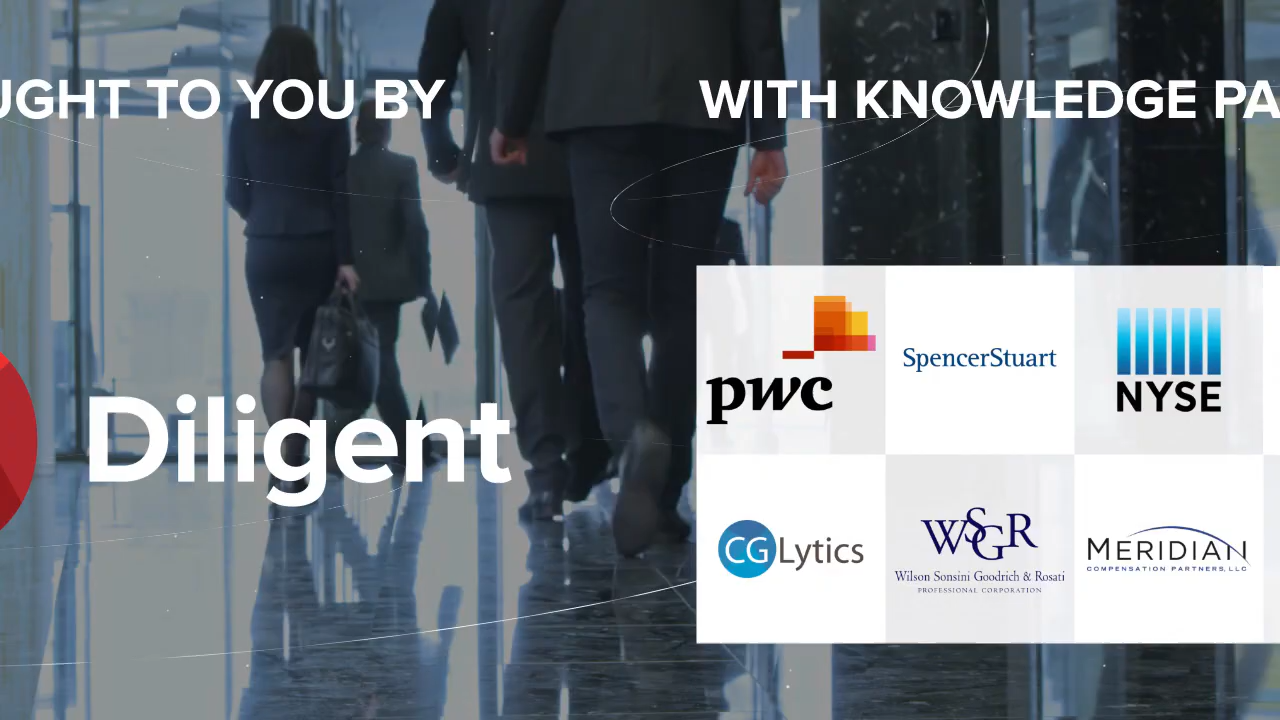 UGHT TO YOU BY
WITH KNOWLEDGE PA
Diligent
pwc
SpencerStuart
NYSE
CGLytics
WSGR
Wilson Sonsini Goodrich & Rosati
PROFESSIONAL CORPORATION
MERIDIAN
COMPENSATION PARTNERS, LLC